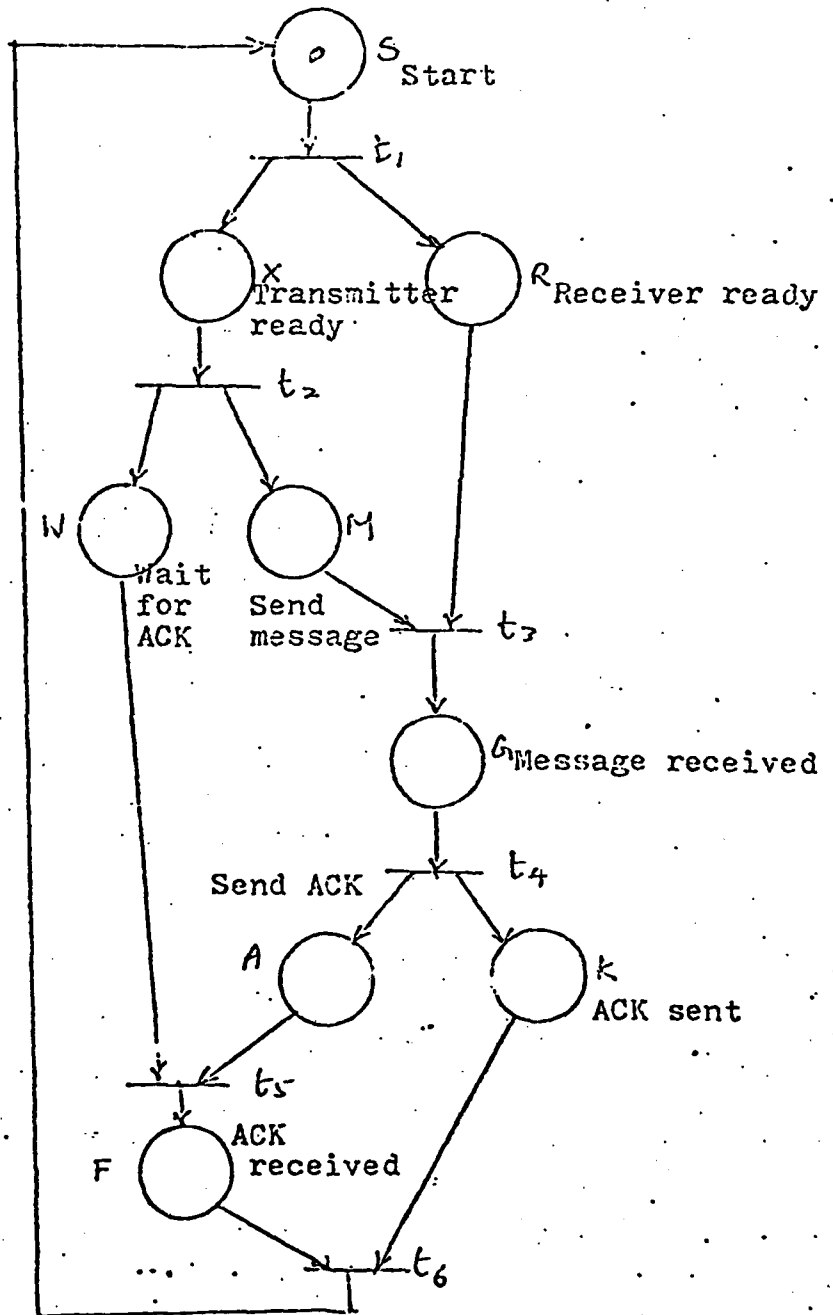 S
Start
t₁
X
Transmitter
ready
R
Receiver ready
t₂
W
M
Wait
for
ACK
Send
message
t₃
G
Message received
t₄
Send ACK
A
K
ACK sent
t₅
F
ACK
received
t₆